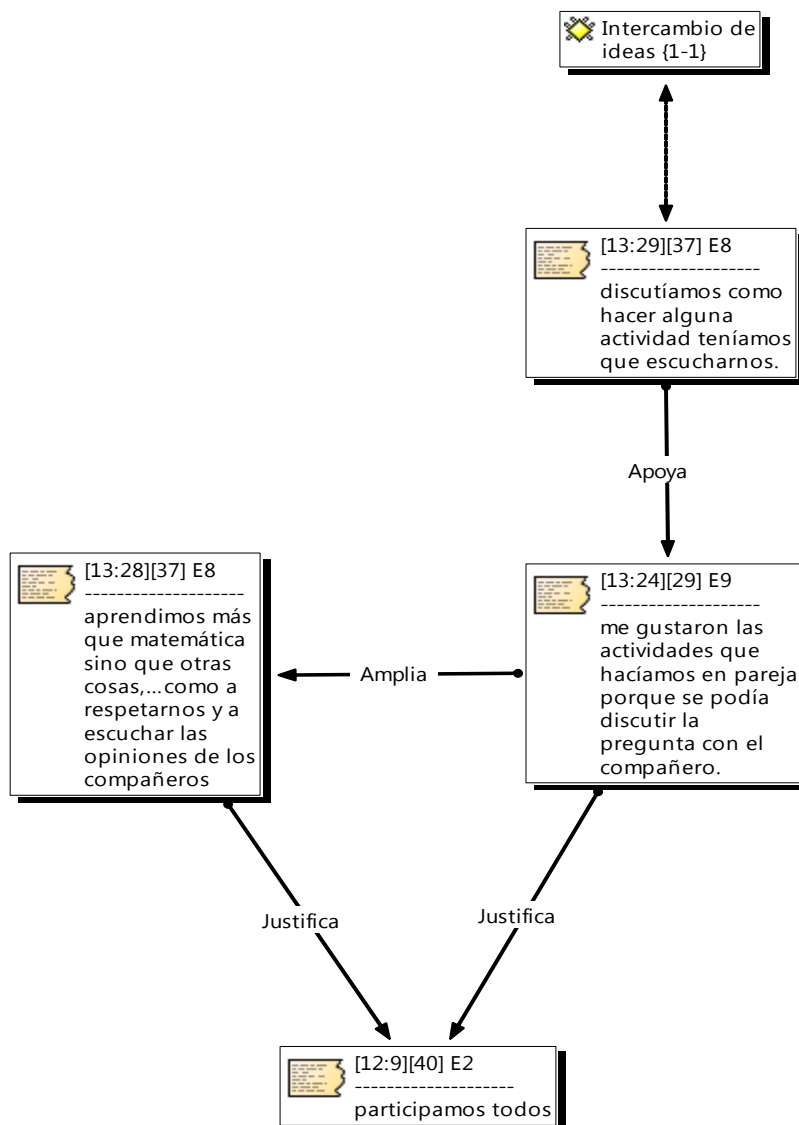 Intercambio de
ideas {1-1}
[13:29][37] E8
--------------------
discutíamos como
hacer alguna
actividad teníamos
que escucharnos.
Apoya
[13:28][37] E8
--------------------
aprendimos más
que matemática
sino que otras
cosas,...como a
respetarnos y a
escuchar las
opiniones de los
compañeros
Amplia
[13:24][29] E9
--------------------
me gustaron las
actividades que
hacíamos en pareja
porque se podía
discutir la
pregunta con el
compañero.
Justifica
Justifica
[12:9][40] E2
--------------------
participamos todos